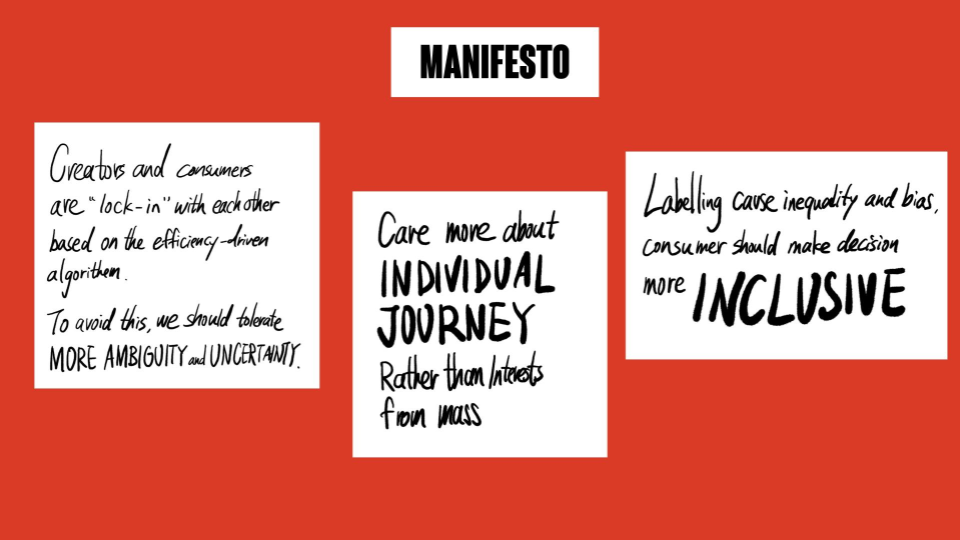 MANIFESTO
Creators and consumers
are "lock-in" with each other
based on the efficiency-driven
algorithem.
To avoid this, we should tolerate
MORE AMBIGUITY and UNCERTAINTY.
Care more about
INDIVIDUAL
JOURNEY
Rather than Interests
from mass
Labelling cause inequality and bias,
consumer should make decision
more INCLUSIVE